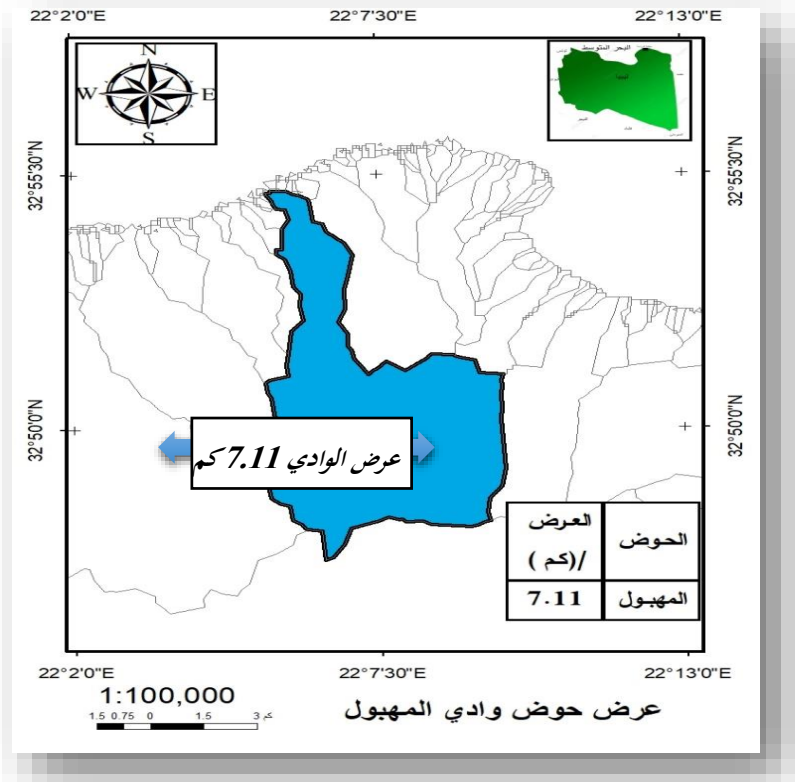 22°2'0"E 22°7'30"E 22°13'0"E
N
W E
S
البحر المتوسط
ليبيا
32°55'30"N 32°55'30"N
32°50'0"N 32°50'0"N
عرض الوادي 7.11 كم
الحوض العرض /(كم )
المهبول 7.11
22°2'0"E 22°7'30"E 22°13'0"E
1:100,000
1.5 0.75 0 1.5 3 كم
عرض حوض وادي المهبول